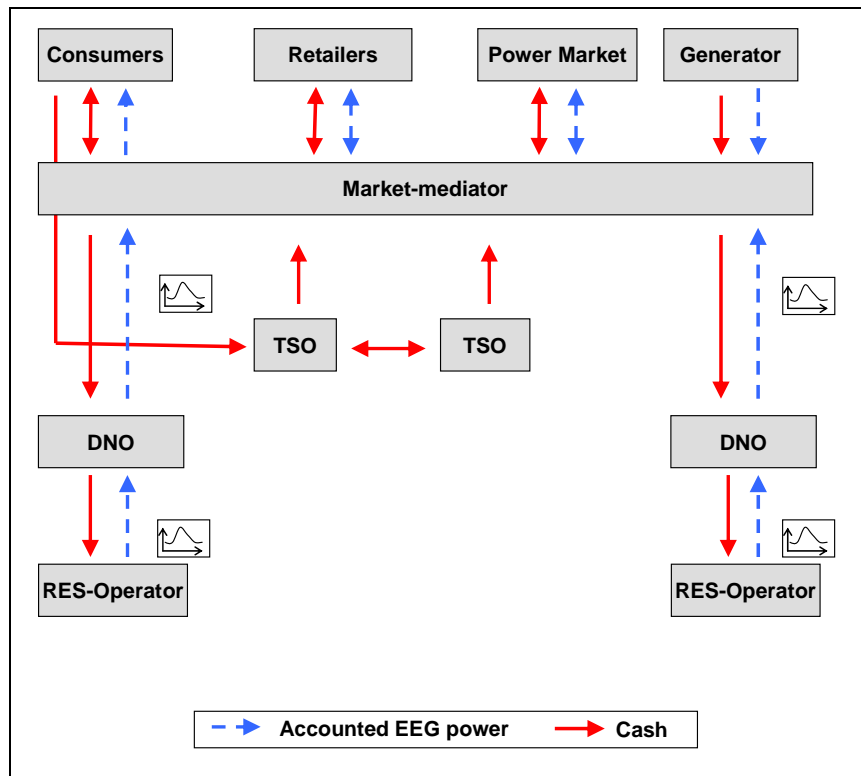 Consumers
Retailers
Power Market
Generator
Market-mediator
TSO
TSO
DNO
DNO
RES-Operator
RES-Operator
Accounted EEG power
Cash